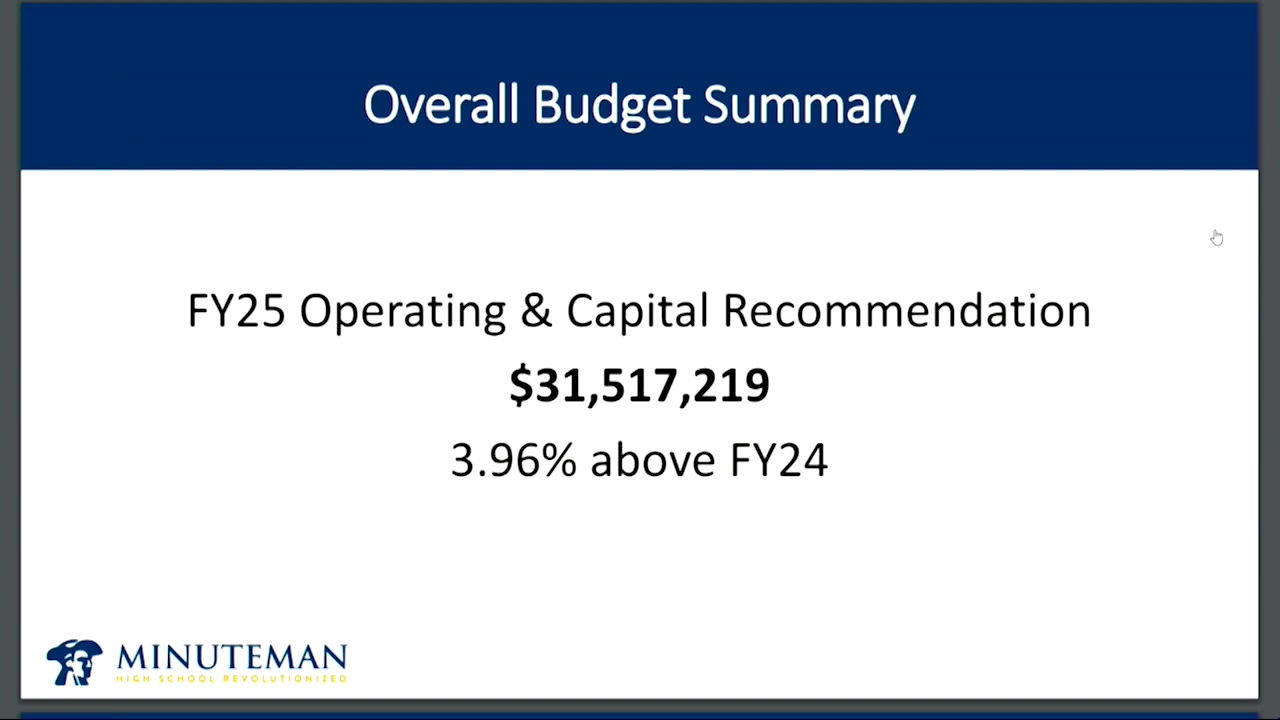 Overall Budget Summary
FY25 Operating & Capital Recommendation
$31,517,219
3.96% above FY24
MINUTEMAN
HIGH SCHOOL REVOLUTIONIZED